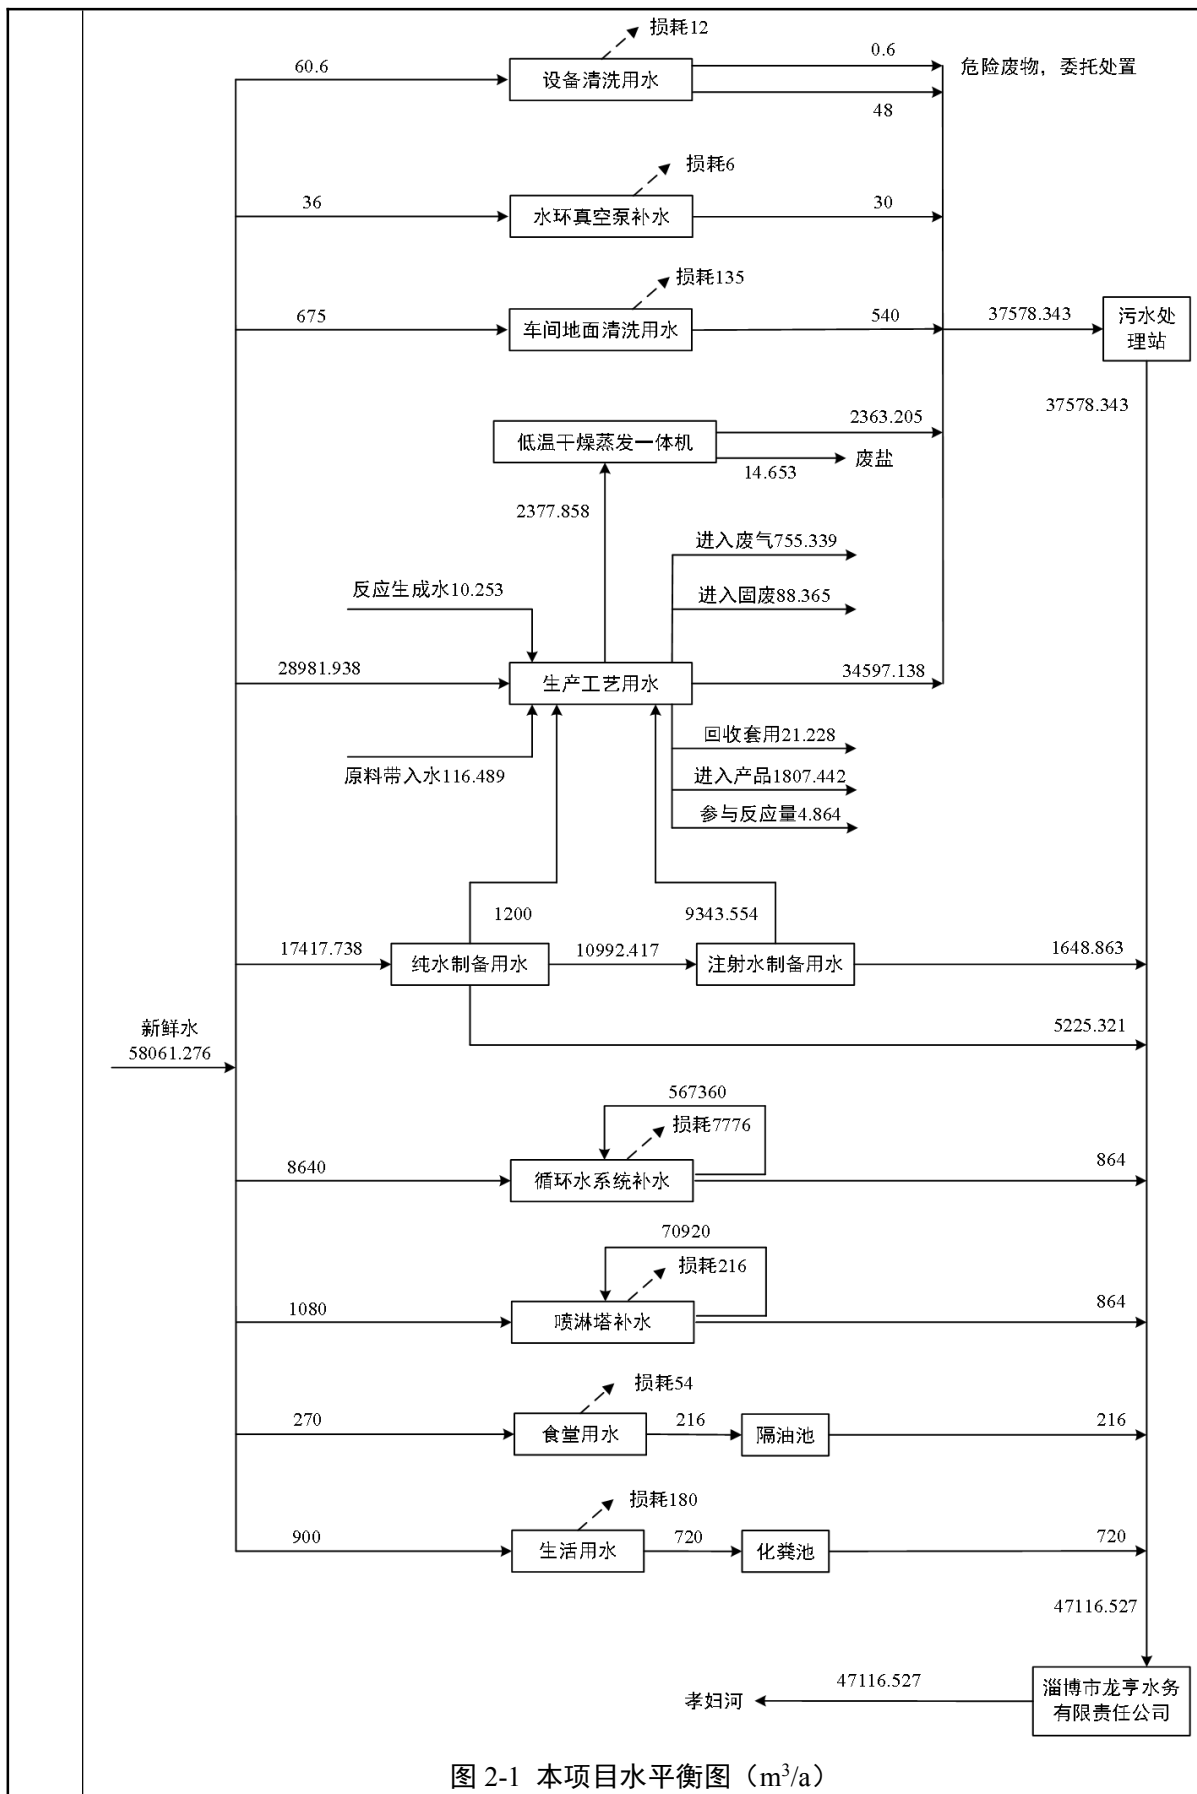 损耗12
0.6
60.6
设备清洗用水
危险废物，委托处置
48
损耗6
36
水环真空泵补水
30
损耗135
675
车间地面清洗用水
540
37578.343
污水处
理站
37578.343
2363.205
低温干燥蒸发一体机
废盐
14.653
2377.858
进入废气755.339
反应生成水10.253
进入固废88.365
28981.938
生产工艺用水
34597.138
回收套用21.228
原料带入水116.489
进入产品1807.442
参与反应量4.864
1200
9343.554
17417.738
纯水制备用水
10992.417
注射水制备用水
1648.863
5225.321
新鲜水
58061.276
567360
损耗7776
8640
循环水系统补水
864
70920
损耗216
1080
喷淋塔补水
864
损耗54
270
食堂用水
216
隔油池
216
损耗180
900
生活用水
720
化粪池
720
47116.527
47116.527
孝妇河
淄博市龙亨水务
有限责任公司
图 2-1 本项目水平衡图（m³/a）